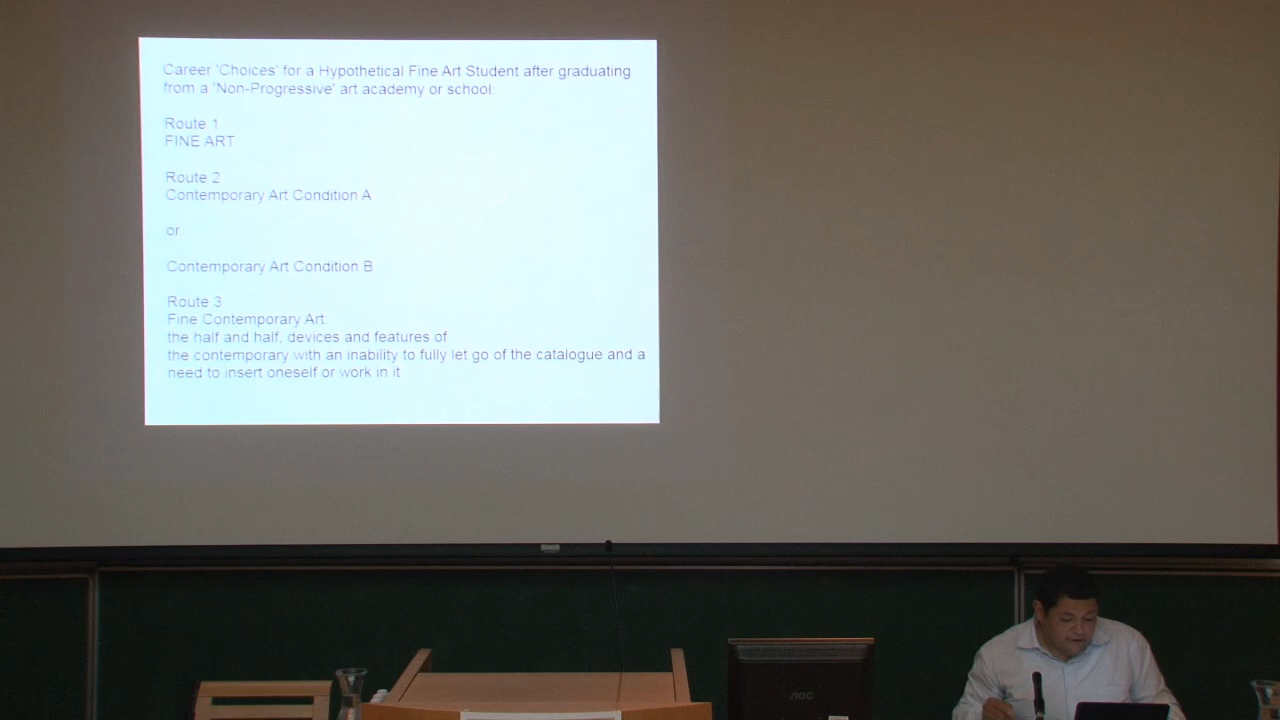 Career 'Choices' for a Hypothetical Fine Art Student after graduating
from a 'Non-Progressive' art academy or school:
Route 1
FINE ART
Route 2
Contemporary Art Condition A
or
Contemporary Art Condition B
Route 3
Fine Contemporary Art:
the half and half, devices and features of
the contemporary with an inability to fully let go of the catalogue and a
need to insert oneself or work in it
AOC